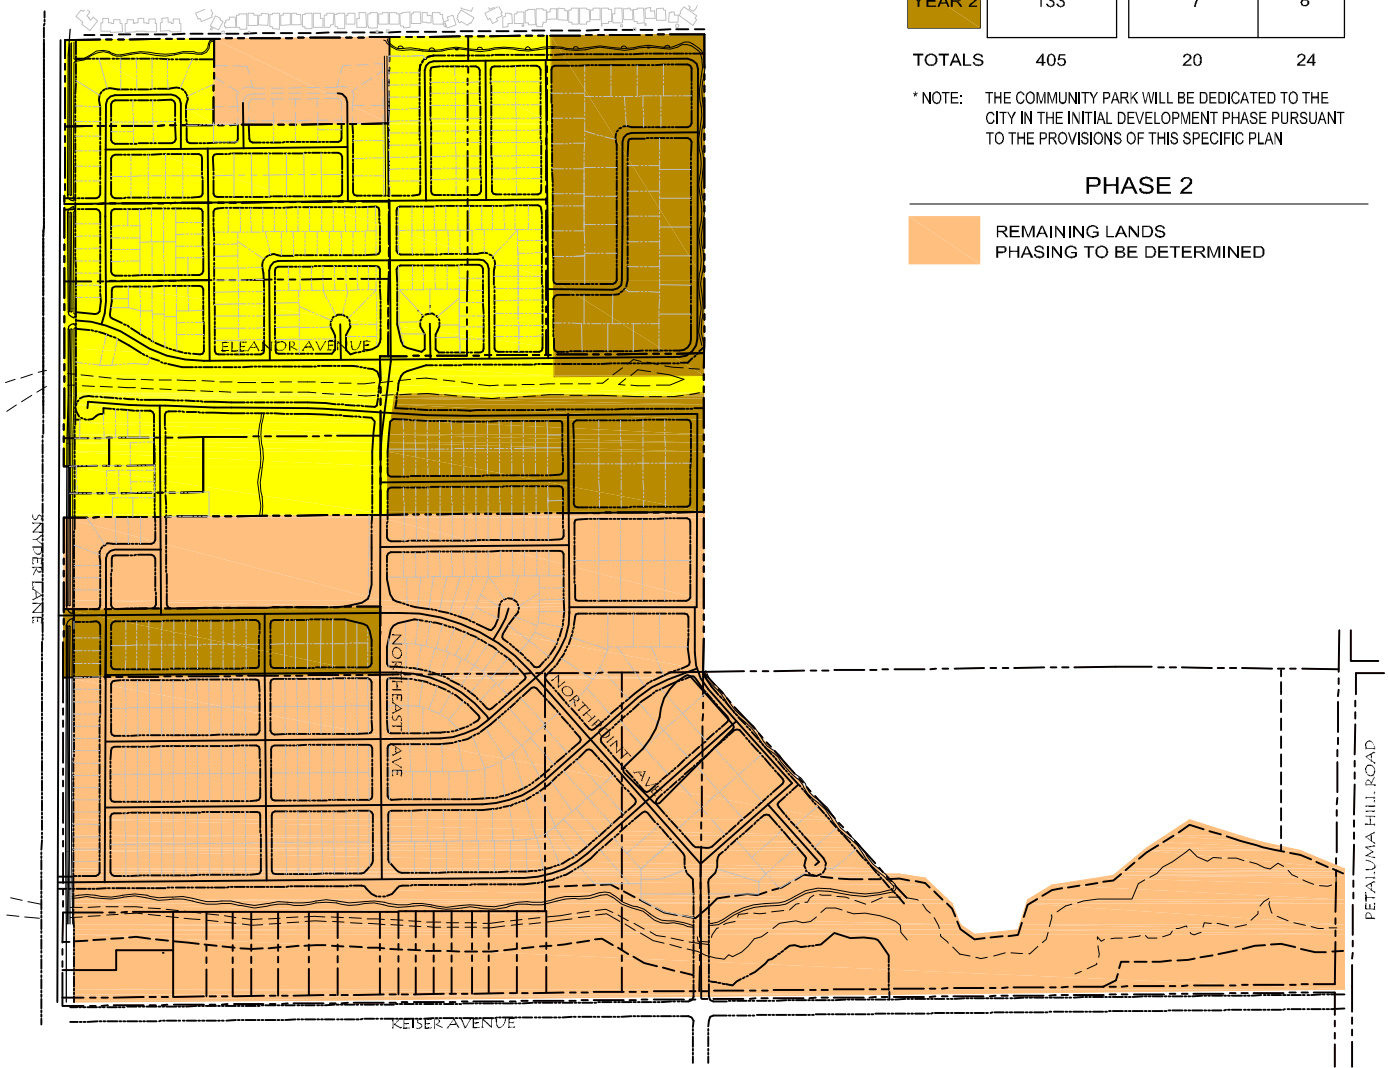 YEAR 2 133 7 8
TOTALS 405 20 24
* NOTE: THE COMMUNITY PARK WILL BE DEDICATED TO THE
CITY IN THE INITIAL DEVELOPMENT PHASE PURSUANT
TO THE PROVISIONS OF THIS SPECIFIC PLAN
PHASE 2
REMAINING LANDS
PHASING TO BE DETERMINED
ELEANOR AVENUE
SNYDER LANE
NORTHEAST AVE
NORTHPOINT AVE
PETALUMA HILL ROAD
KEISER AVENUE